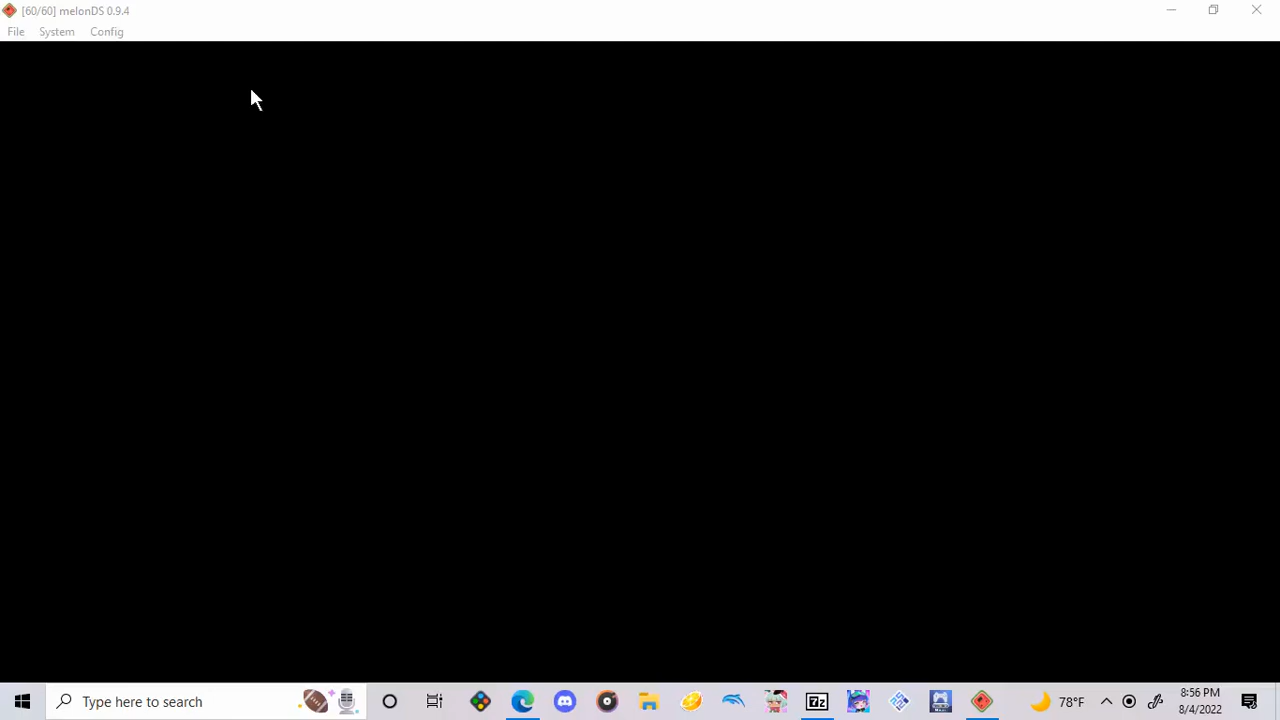 [60/60] melonDS 0.9.4
File System Config
Type here to search
7z
78°F
8:56 PM
8/4/2022